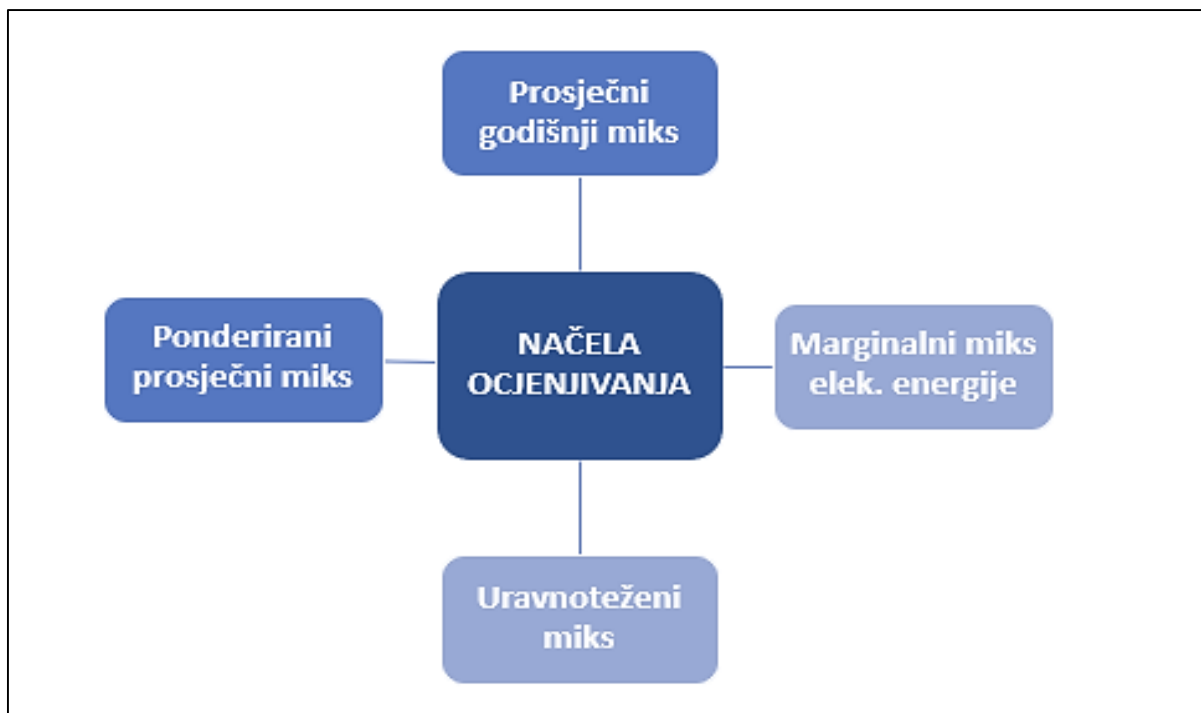 Prosječni
godišnji miks
Ponderirani
prosječni miks
NAČELA
OCJENJIVANJA
Marginalni miks
elek. energije
Uravnoteženi
miks